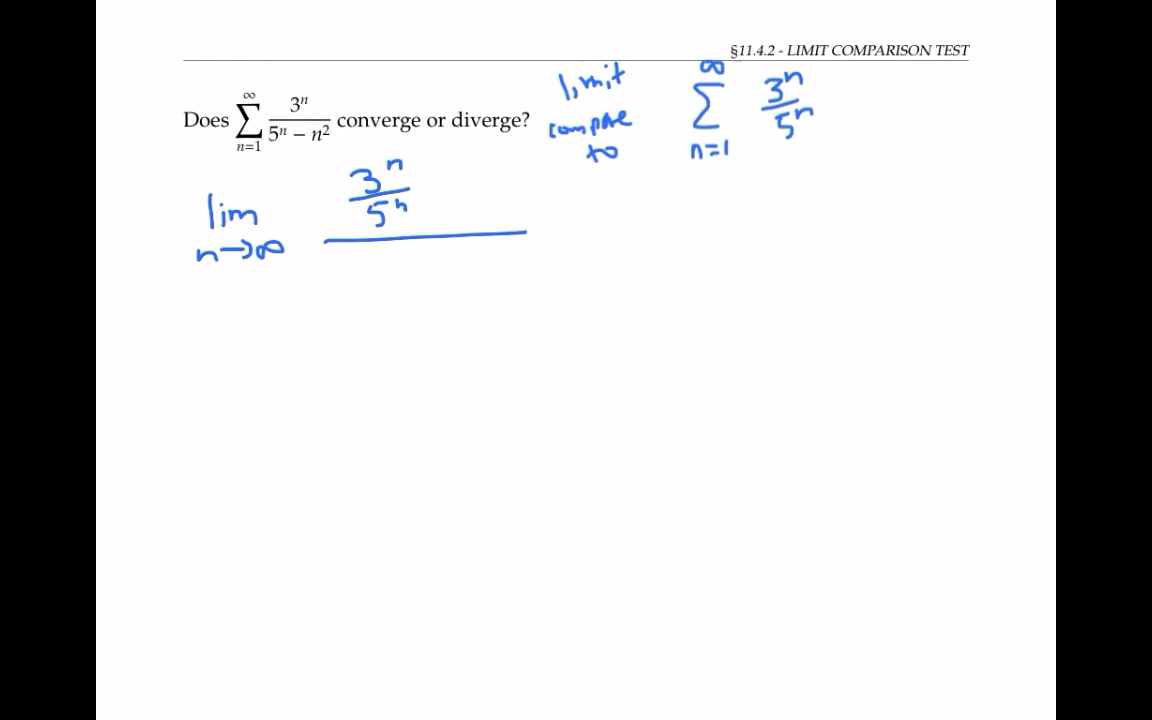 §11.4.2 - LIMIT COMPARISON TEST
Does ∑_{n=1}^{∞} 3^n/(5^n − n^2) converge or diverge?
limit
compare
to
∑_{n=1}^{∞} 3^n/5^n
lim_{n→∞} (3^n/5^n)/